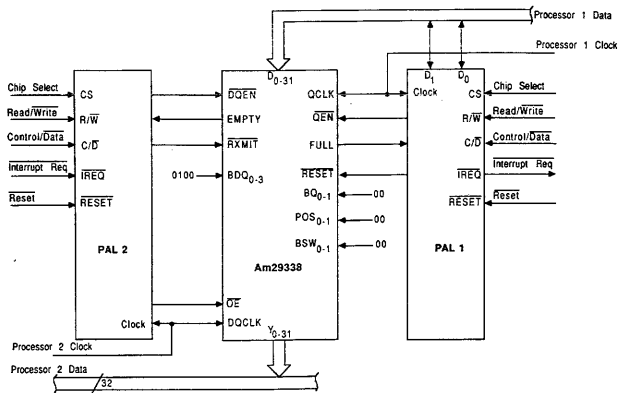 Processor 1 Data
Processor 1 Clock
D0-31
D1 D0
Chip Select CS DQEN QCLK Clock CS Chip Select
Read/Write R/W EMPTY QEN R/W Read/Write
Control/Data C/D RXMIT FULL C/D Control/Data
Interrupt Req IREQ 0100 BDQ0-3 RESET IREQ Interrupt Req
Reset RESET BQ0-1 00 RESET Reset
PAL 2 POS0-1 00 PAL 1
BSW0-1 00
Am29338
OE
Clock DQCLK Y0-31
Processor 2 Clock
Processor 2 Data
32